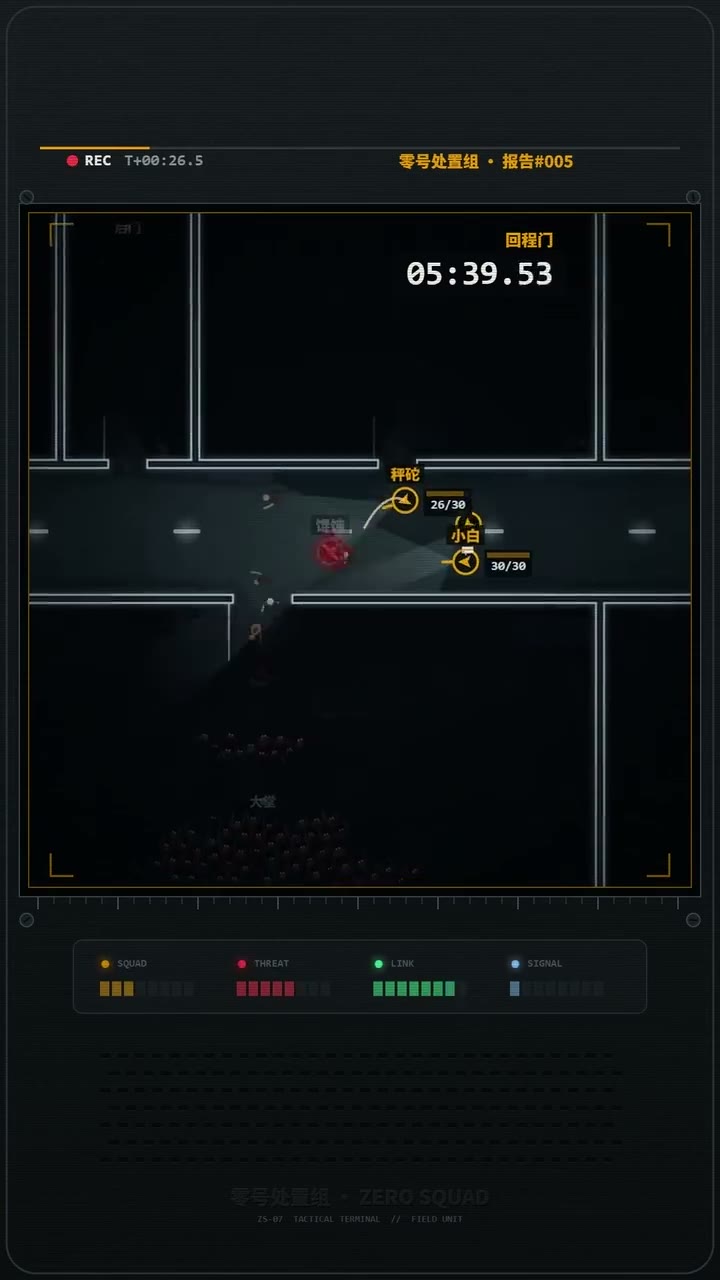 REC T+00:26.5
零号处置组 • 报告#005
后门
回程门
05:39.53
秤砣
26/30
小白
30/30
大堂
SQUAD
THREAT
LINK
SIGNAL
零号处置组 • ZERO SQUAD
ZS-07 TACTICAL TERMINAL // FIELD UNIT